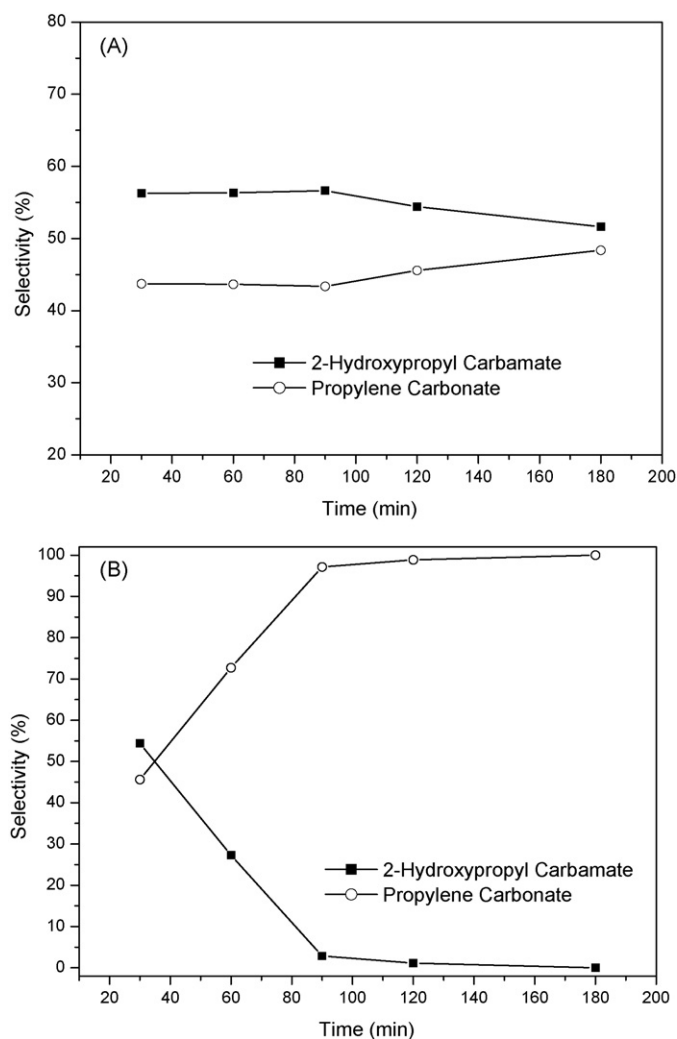 (A)
80
70
60
50
40
30
20
Selectivity (%)
2-Hydroxypropyl Carbamate
Propylene Carbonate
20 40 60 80 100 120 140 160 180 200
Time (min)
(B)
100
90
80
70
60
50
40
30
20
10
0
Selectivity (%)
2-Hydroxypropyl Carbamate
Propylene Carbonate
20 40 60 80 100 120 140 160 180 200
Time (min)